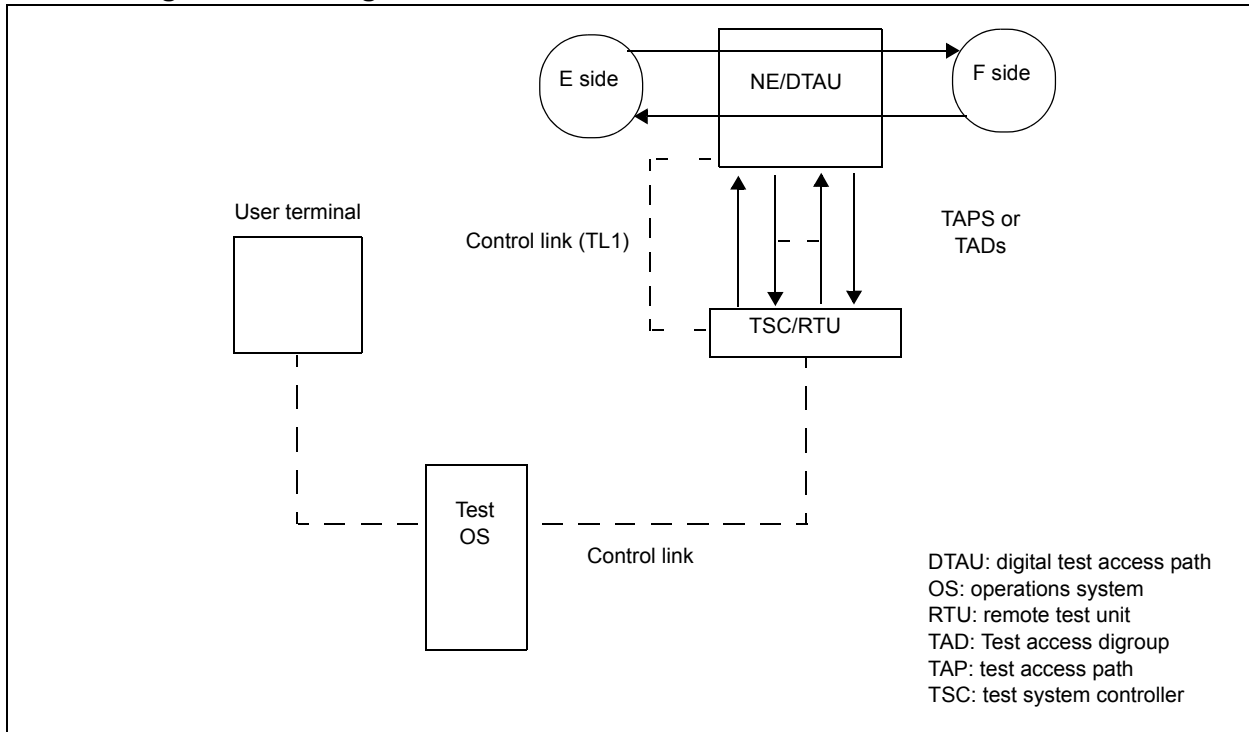 E side
NE/DTAU
F side
User terminal
Control link (TL1)
TAPS or
TADs
TSC/RTU
Test
OS
Control link
DTAU: digital test access path
OS: operations system
RTU: remote test unit
TAD: Test access digroup
TAP: test access path
TSC: test system controller